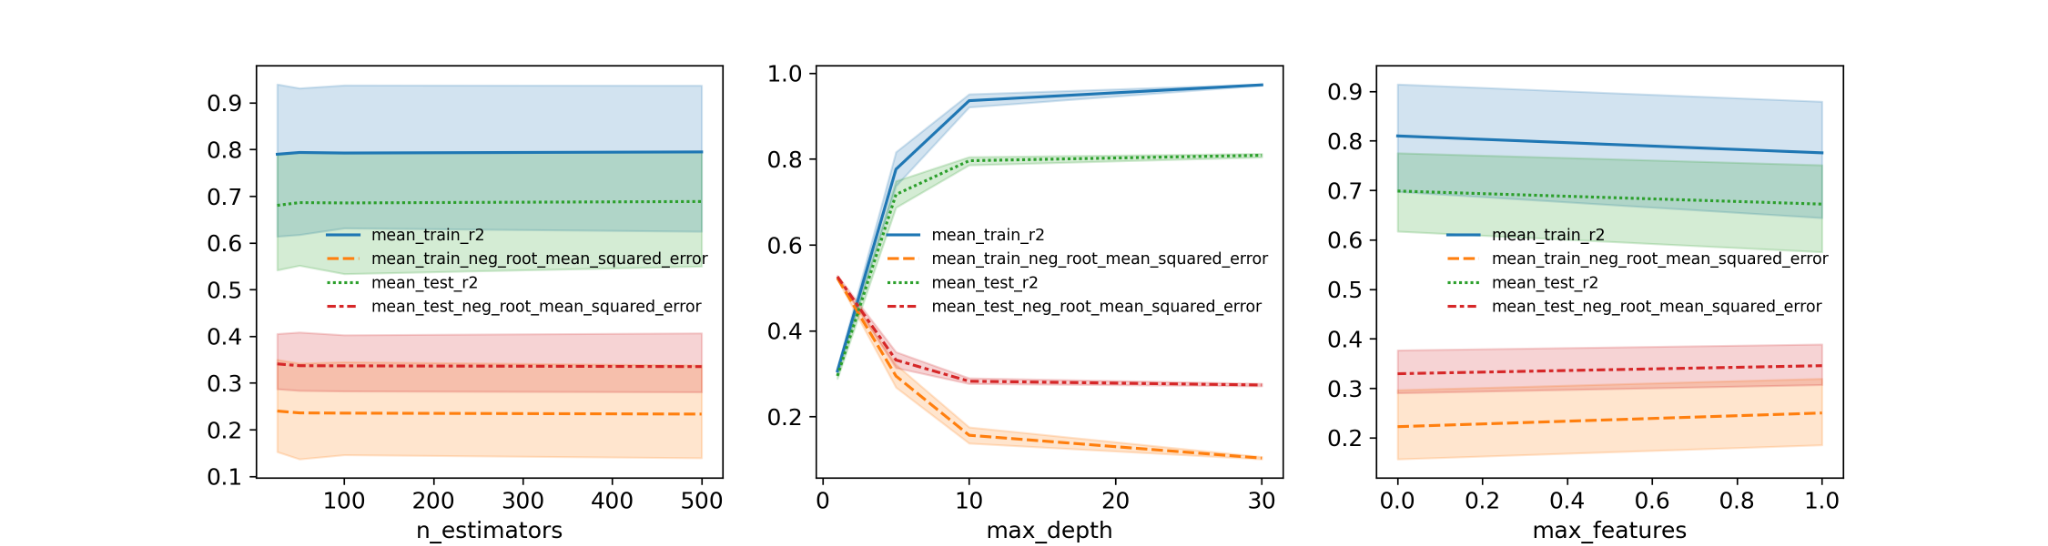 0.9
0.8
0.7
0.6
0.5
0.4
0.3
0.2
0.1
mean_train_r2
mean_train_neg_root_mean_squared_error
mean_test_r2
mean_test_neg_root_mean_squared_error
100 200 300 400 500
n_estimators
1.0
0.8
0.6
0.4
0.2
mean_train_r2
mean_train_neg_root_mean_squared_error
mean_test_r2
mean_test_neg_root_mean_squared_error
0 10 20 30
max_depth
0.9
0.8
0.7
0.6
0.5
0.4
0.3
0.2
mean_train_r2
mean_train_neg_root_mean_squared_error
mean_test_r2
mean_test_neg_root_mean_squared_error
0.0 0.2 0.4 0.6 0.8 1.0
max_features